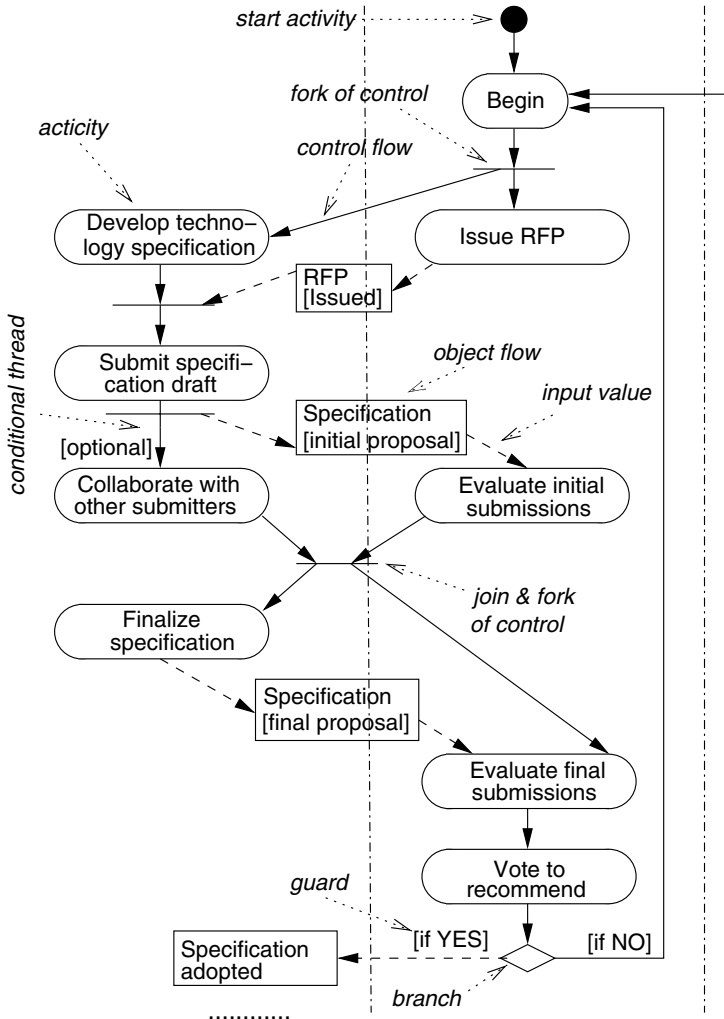 start activity
Begin
fork of control
acticity
control flow
Develop techno–
logy specification
Issue RFP
RFP
[Issued]
Submit specifi–
cation draft
object flow
conditional thread
input value
Specification
[initial proposal]
[optional]
Collaborate with
other submitters
Evaluate initial
submissions
join & fork
of control
Finalize
specification
Specification
[final proposal]
Evaluate final
submissions
Vote to
recommend
guard
[if YES]
[if NO]
Specification
adopted
branch
............